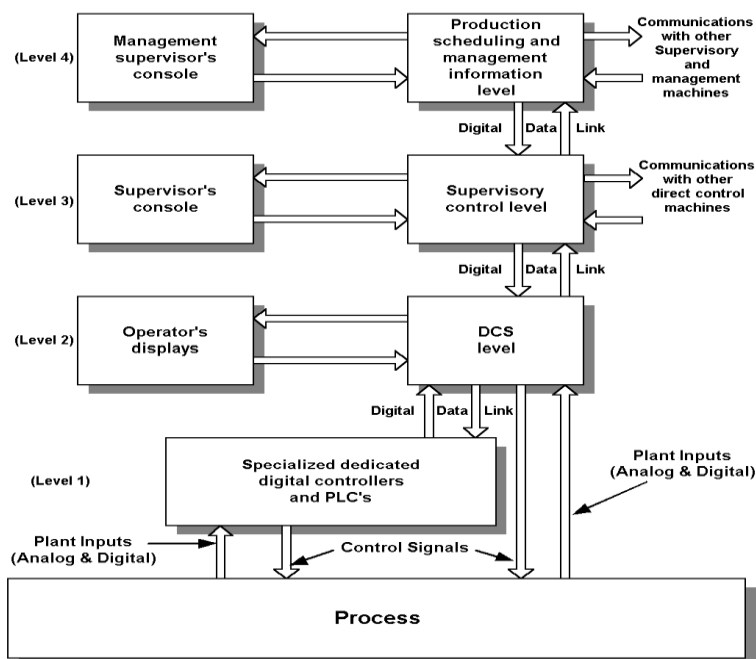 (Level 4)
Management
supervisor's
console
Production
scheduling and
management
information
level
Communications
with other
Supervisory
and
management
machines
Digital Data Link
(Level 3)
Supervisor's
console
Supervisory
control level
Communications
with other
direct control
machines
Digital Data Link
(Level 2)
Operator's
displays
DCS
level
Digital Data Link
(Level 1)
Specialized dedicated
digital controllers
and PLC's
Plant Inputs
(Analog & Digital)
Plant Inputs
(Analog & Digital)
Control Signals
Process